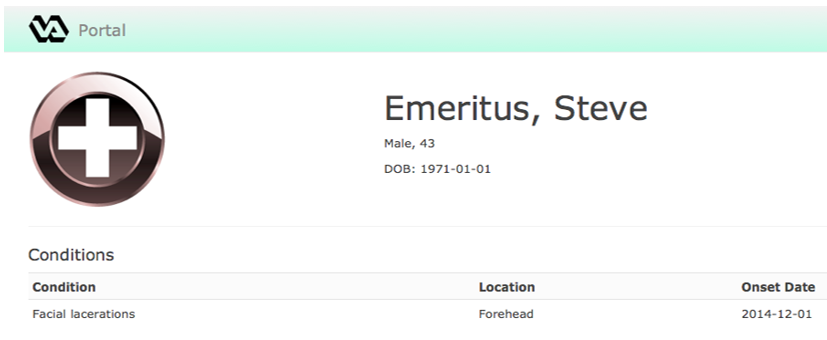 VA Portal
Emeritus, Steve
Male, 43
DOB: 1971-01-01
Conditions
Condition Location Onset Date
Facial lacerations Forehead 2014-12-01